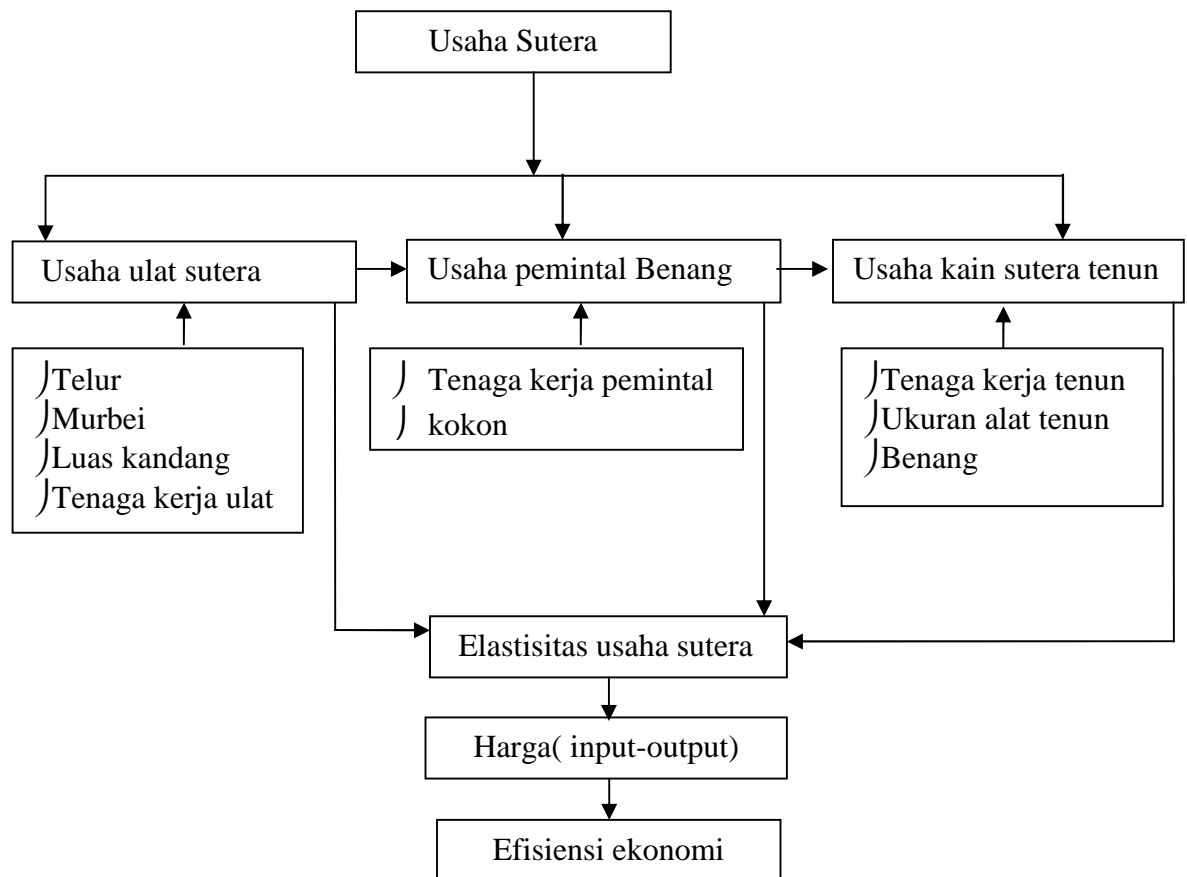 Usaha Sutera
Usaha ulat sutera
Usaha pemintal Benang
Usaha kain sutera tenun
⌡Telur
⌡Murbei
⌡Luas kandang
⌡Tenaga kerja ulat
⌡ Tenaga kerja pemintal
⌡ kokon
⌡Tenaga kerja tenun
⌡Ukuran alat tenun
⌡Benang
Elastisitas usaha sutera
Harga( input-output)
Efisiensi ekonomi